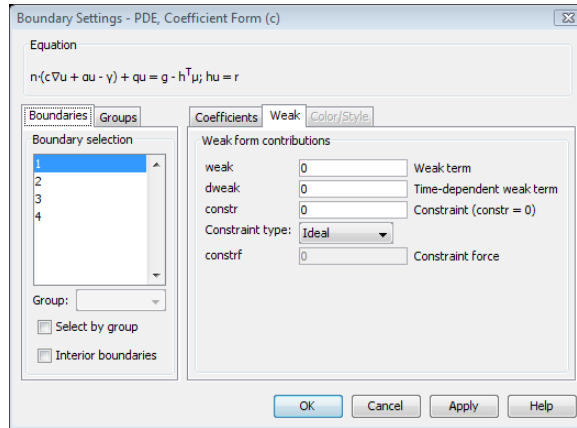 Boundary Settings - PDE, Coefficient Form (c)
Equation
n·(c∇u + αu - γ) + qu = g - hᵀμ; hu = r
Boundaries Groups
Coefficients Weak Color/Style
Boundary selection
1
2
3
4
Group:
Select by group
Interior boundaries
Weak form contributions
weak 0 Weak term
dweak 0 Time-dependent weak term
constr 0 Constraint (constr = 0)
Constraint type: Ideal
constrf 0 Constraint force
OK Cancel Apply Help